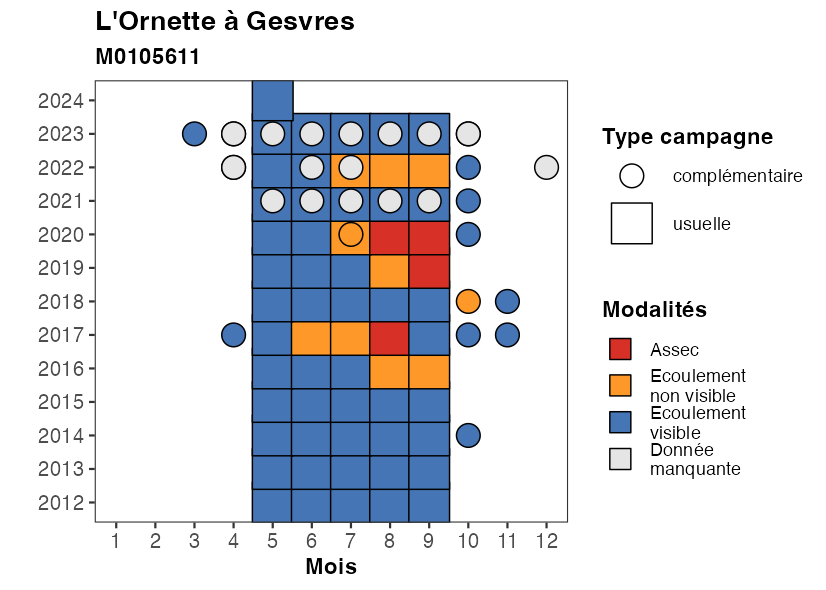 L'Ornette à Gesvres
M0105611
2024
2023
2022
2021
2020
2019
2018
2017
2016
2015
2014
2013
2012
1 2 3 4 5 6 7 8 9 10 11 12
Mois
Type campagne
complémentaire
usuelle
Modalités
Assec
Ecoulement
non visible
Ecoulement
visible
Donnée
manquante